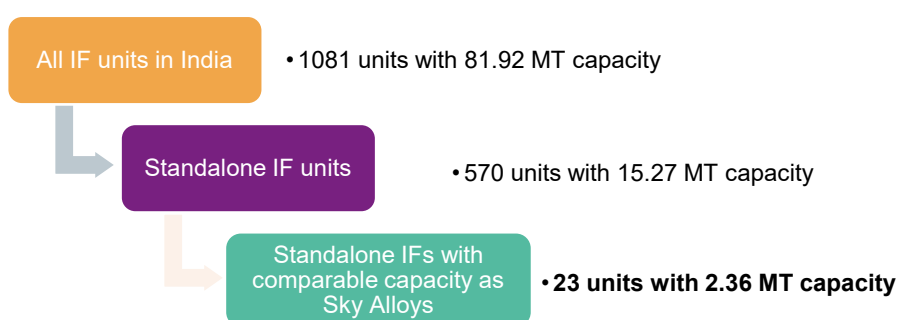 All IF units in India
• 1081 units with 81.92 MT capacity
Standalone IF units
• 570 units with 15.27 MT capacity
Standalone IFs with
comparable capacity as
Sky Alloys
• 23 units with 2.36 MT capacity